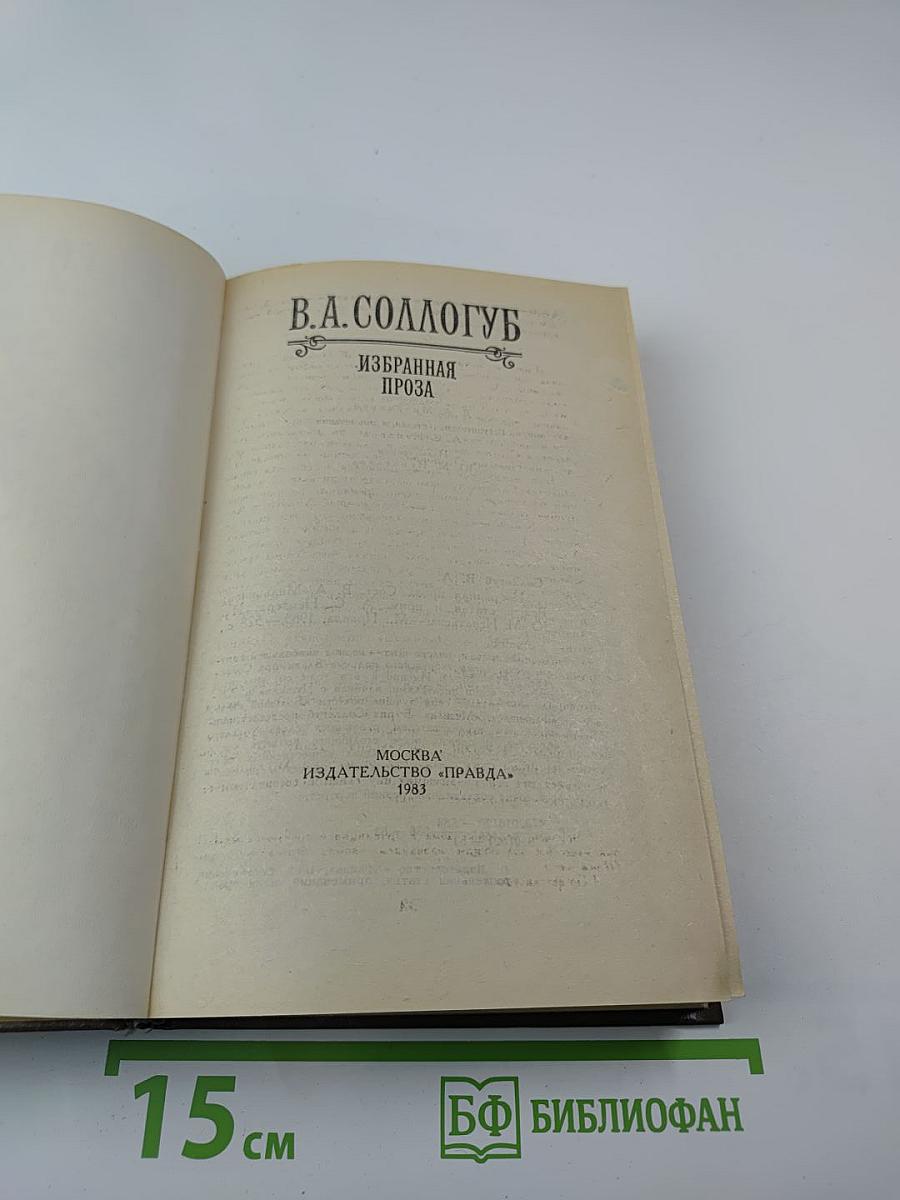 В.А.СОЛЛОГУБ
ИЗБРАННАЯ
ПРОЗА
МОСКВА
ИЗДАТЕЛЬСТВО «ПРАВДА»
1983
15 см
БФ БИБЛИОФАН